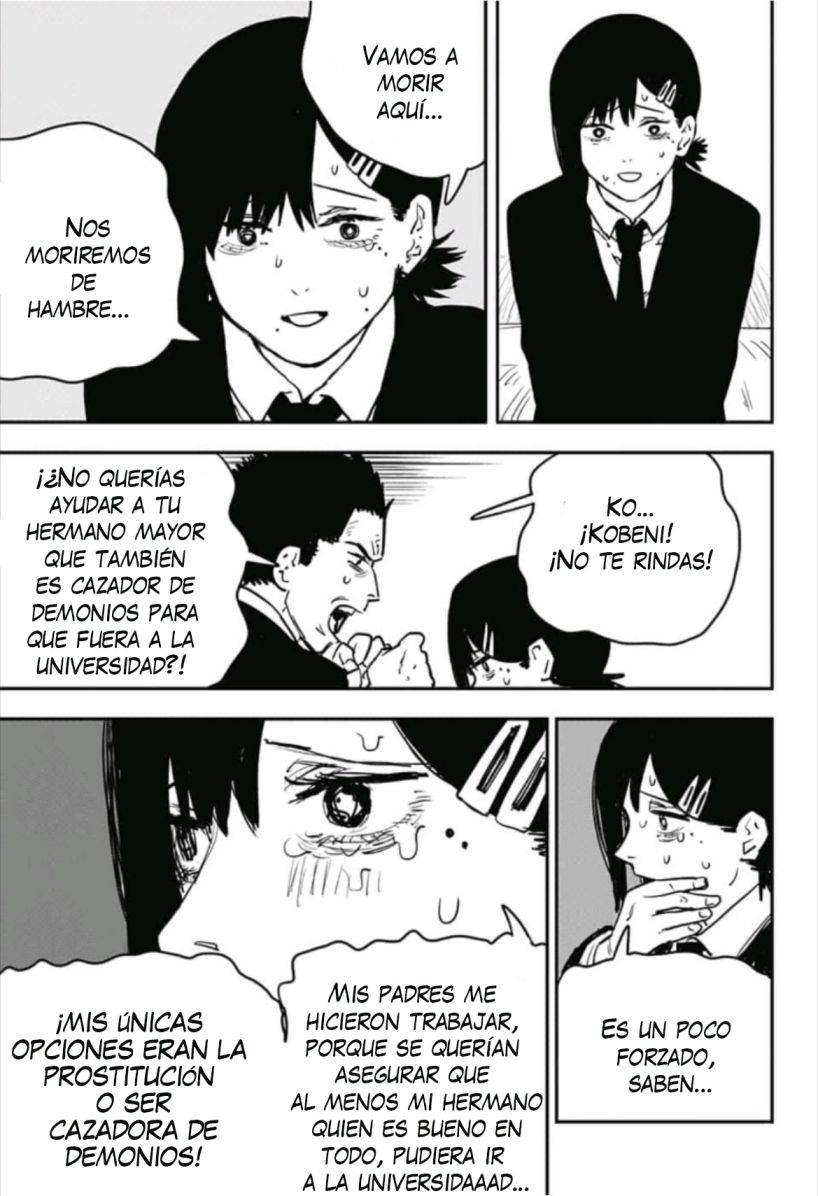 VAMOS A
MORIR
AQUÍ...
NOS
MORIREMOS
DE
HAMBRE...
KO...
¡KOBENI!
¡NO TE RINDAS!
¡¿NO QUERÍAS
AYUDAR A TU
HERMANO MAYOR
QUE TAMBIÉN
ES CAZADOR DE
DEMONIOS PARA
QUE FUERA A LA
UNIVERSIDAD?!
ES UN POCO
FORZADO,
SABEN...
MIS PADRES ME
HICIERON TRABAJAR,
PORQUE SE QUERÍAN
ASEGURAR QUE
AL MENOS MI HERMANO
QUIEN ES BUENO EN
TODO, PUDIERA IR
A LA UNIVERSIDAAAD...
¡MIS ÚNICAS
OPCIONES ERAN LA
PROSTITUCIÓN
O SER
CAZADORA DE
DEMONIOS!